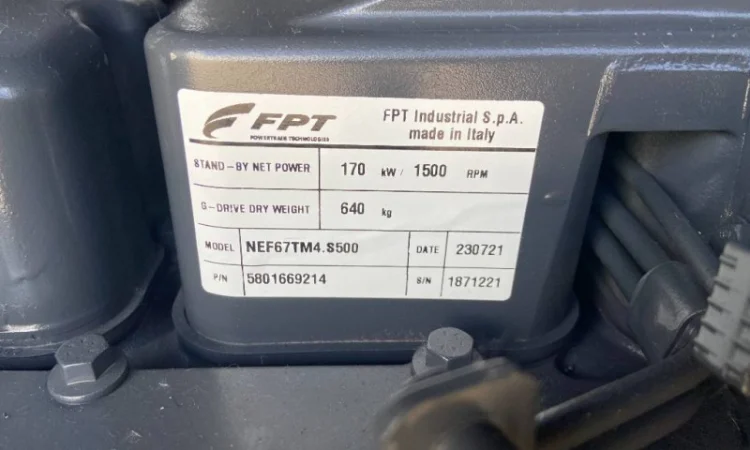 FPT
POWERTRAIN TECHNOLOGIES
FPT Industrial S.p.A.
made in Italy
STAND-BY NET POWER 170 kW/ 1500 RPM
G-DRIVE DRY WEIGHT 640 kg
MODEL NEF67TM4.S500 DATE 230721
P/N 5801669214 S/N 1871221